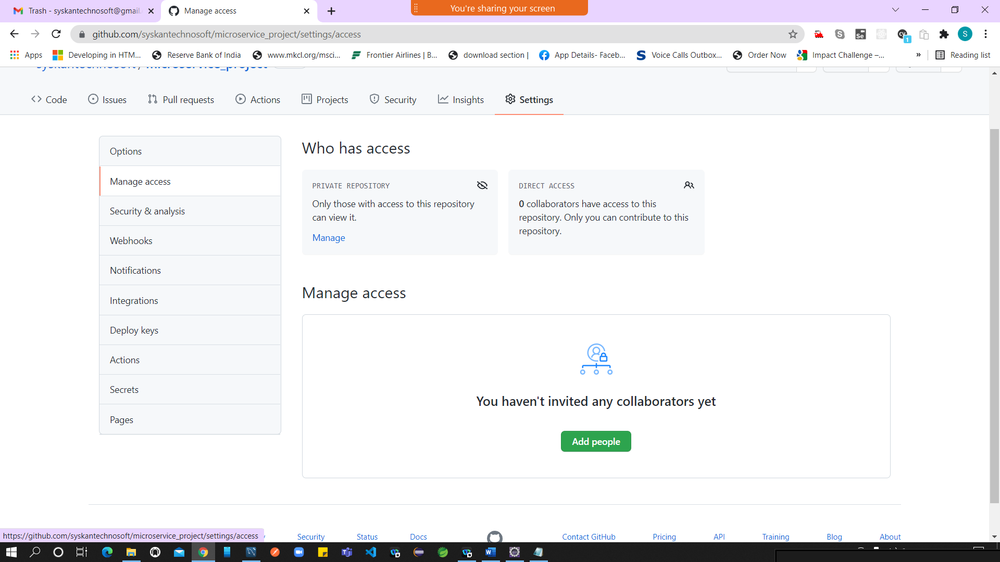 Trash - syskantechnosoft@gmail.
Manage access
You're sharing your screen
github.com/syskantechnosoft/microservice_project/settings/access
Apps
Developing in HTM...
Reserve Bank of India
www.mkcl.org/msci...
Frontier Airlines | B...
download section |
App Details- Faceb...
Voice Calls Outbox...
Order Now
Impact Challenge –...
»
Reading list
syskantechnosoft / microservice_project
Code
Issues
Pull requests
Actions
Projects
Security
Insights
Settings
Options
Manage access
Security & analysis
Webhooks
Notifications
Integrations
Deploy keys
Actions
Secrets
Pages
Who has access
PRIVATE REPOSITORY
Only those with access to this repository
can view it.
Manage
DIRECT ACCESS
0 collaborators have access to this
repository. Only you can contribute to this
repository.
Manage access
You haven't invited any collaborators yet
Add people
https://github.com/syskantechnosoft/microservice_project/settings/access
Security
Status
Docs
Contact GitHub
Pricing
API
Training
Blog
About